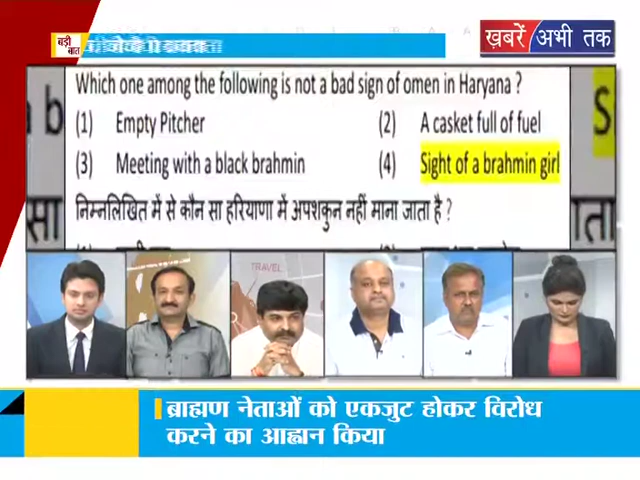 बड़ी
बात
ख़बरें अभी तक
Which one among the following is not a bad sign of omen in Haryana ?
(1) Empty Pitcher (2) A casket full of fuel
(3) Meeting with a black brahmin (4) Sight of a brahmin girl
निम्नलिखित में से कौन सा हरियाणा में अपशकुन नहीं माना जाता है ?
TRAVEL
ब्राह्मण नेताओं को एकजुट होकर विरोध
करने का आह्वान किया